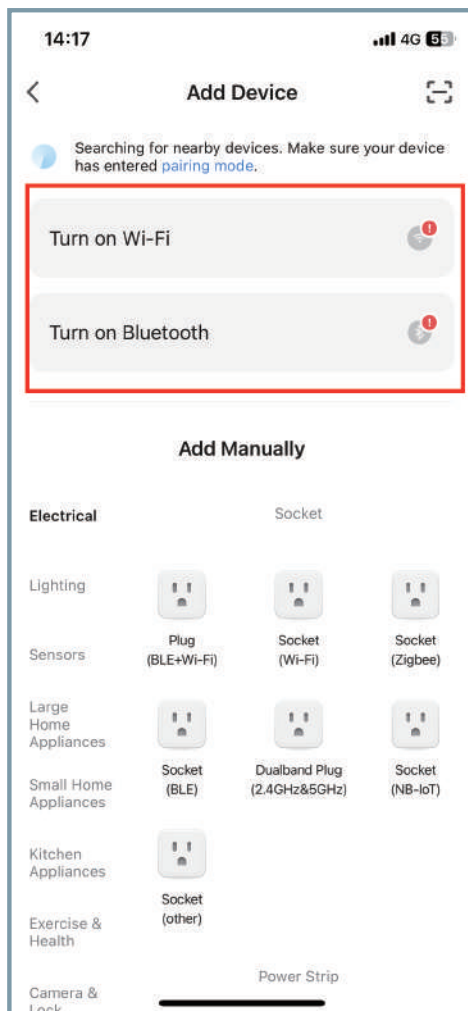 14:17
4G 55
Add Device
Searching for nearby devices. Make sure your device
has entered pairing mode.
Turn on Wi-Fi
Turn on Bluetooth
Add Manually
Electrical
Socket
Lighting
Plug
(BLE+Wi-Fi)
Socket
(Wi-Fi)
Socket
(Zigbee)
Sensors
Large
Home
Appliances
Socket
(BLE)
Dualband Plug
(2.4GHz&5GHz)
Socket
(NB-IoT)
Small Home
Appliances
Kitchen
Appliances
Socket
(other)
Exercise &
Health
Power Strip
Camera &
Lock